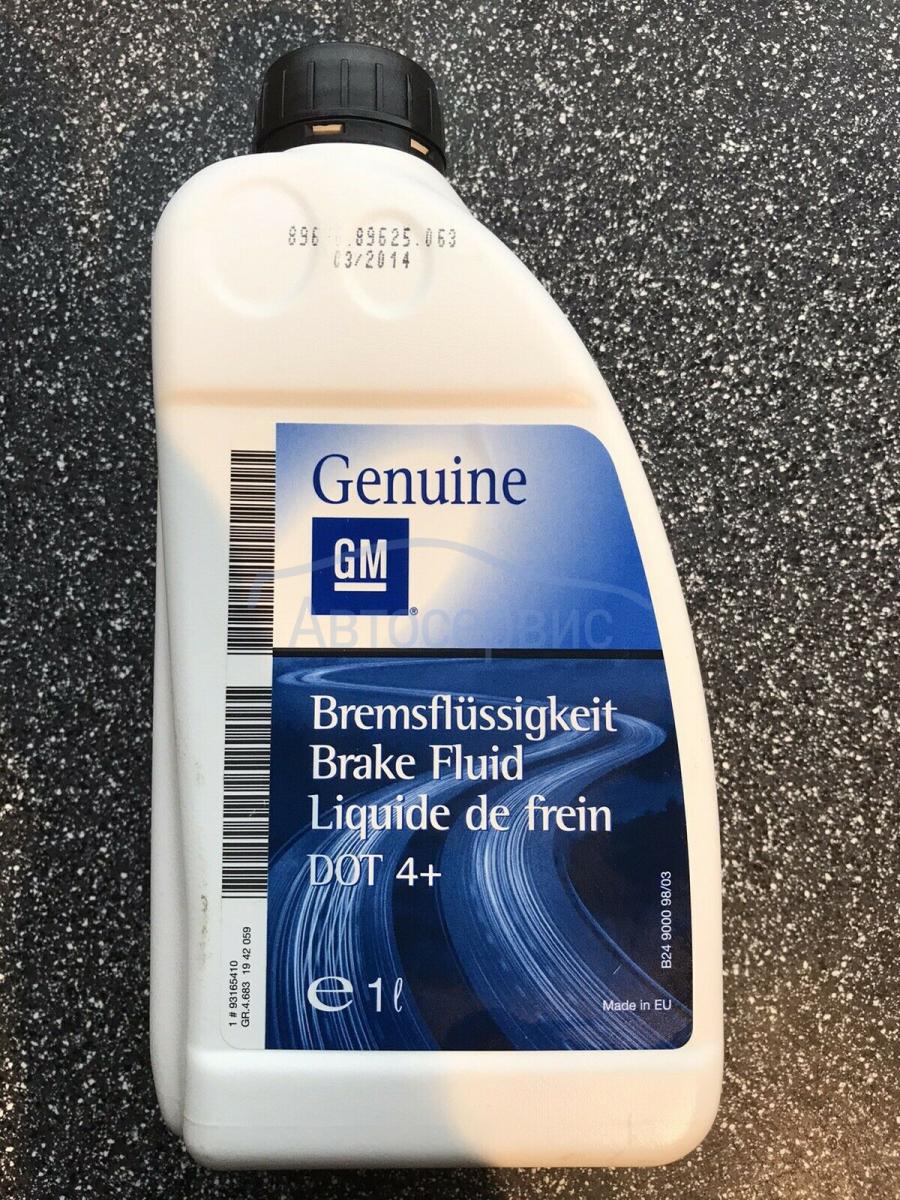 89625.063
03/2014
Genuine
GM
®
Автосервис
Bremsflüssigkeit
Brake Fluid
Liquide de frein
DOT 4+
e 1ℓ
Made in EU
B24 9000 98/03
1 # 93165410
GR.4.683 19 42 059